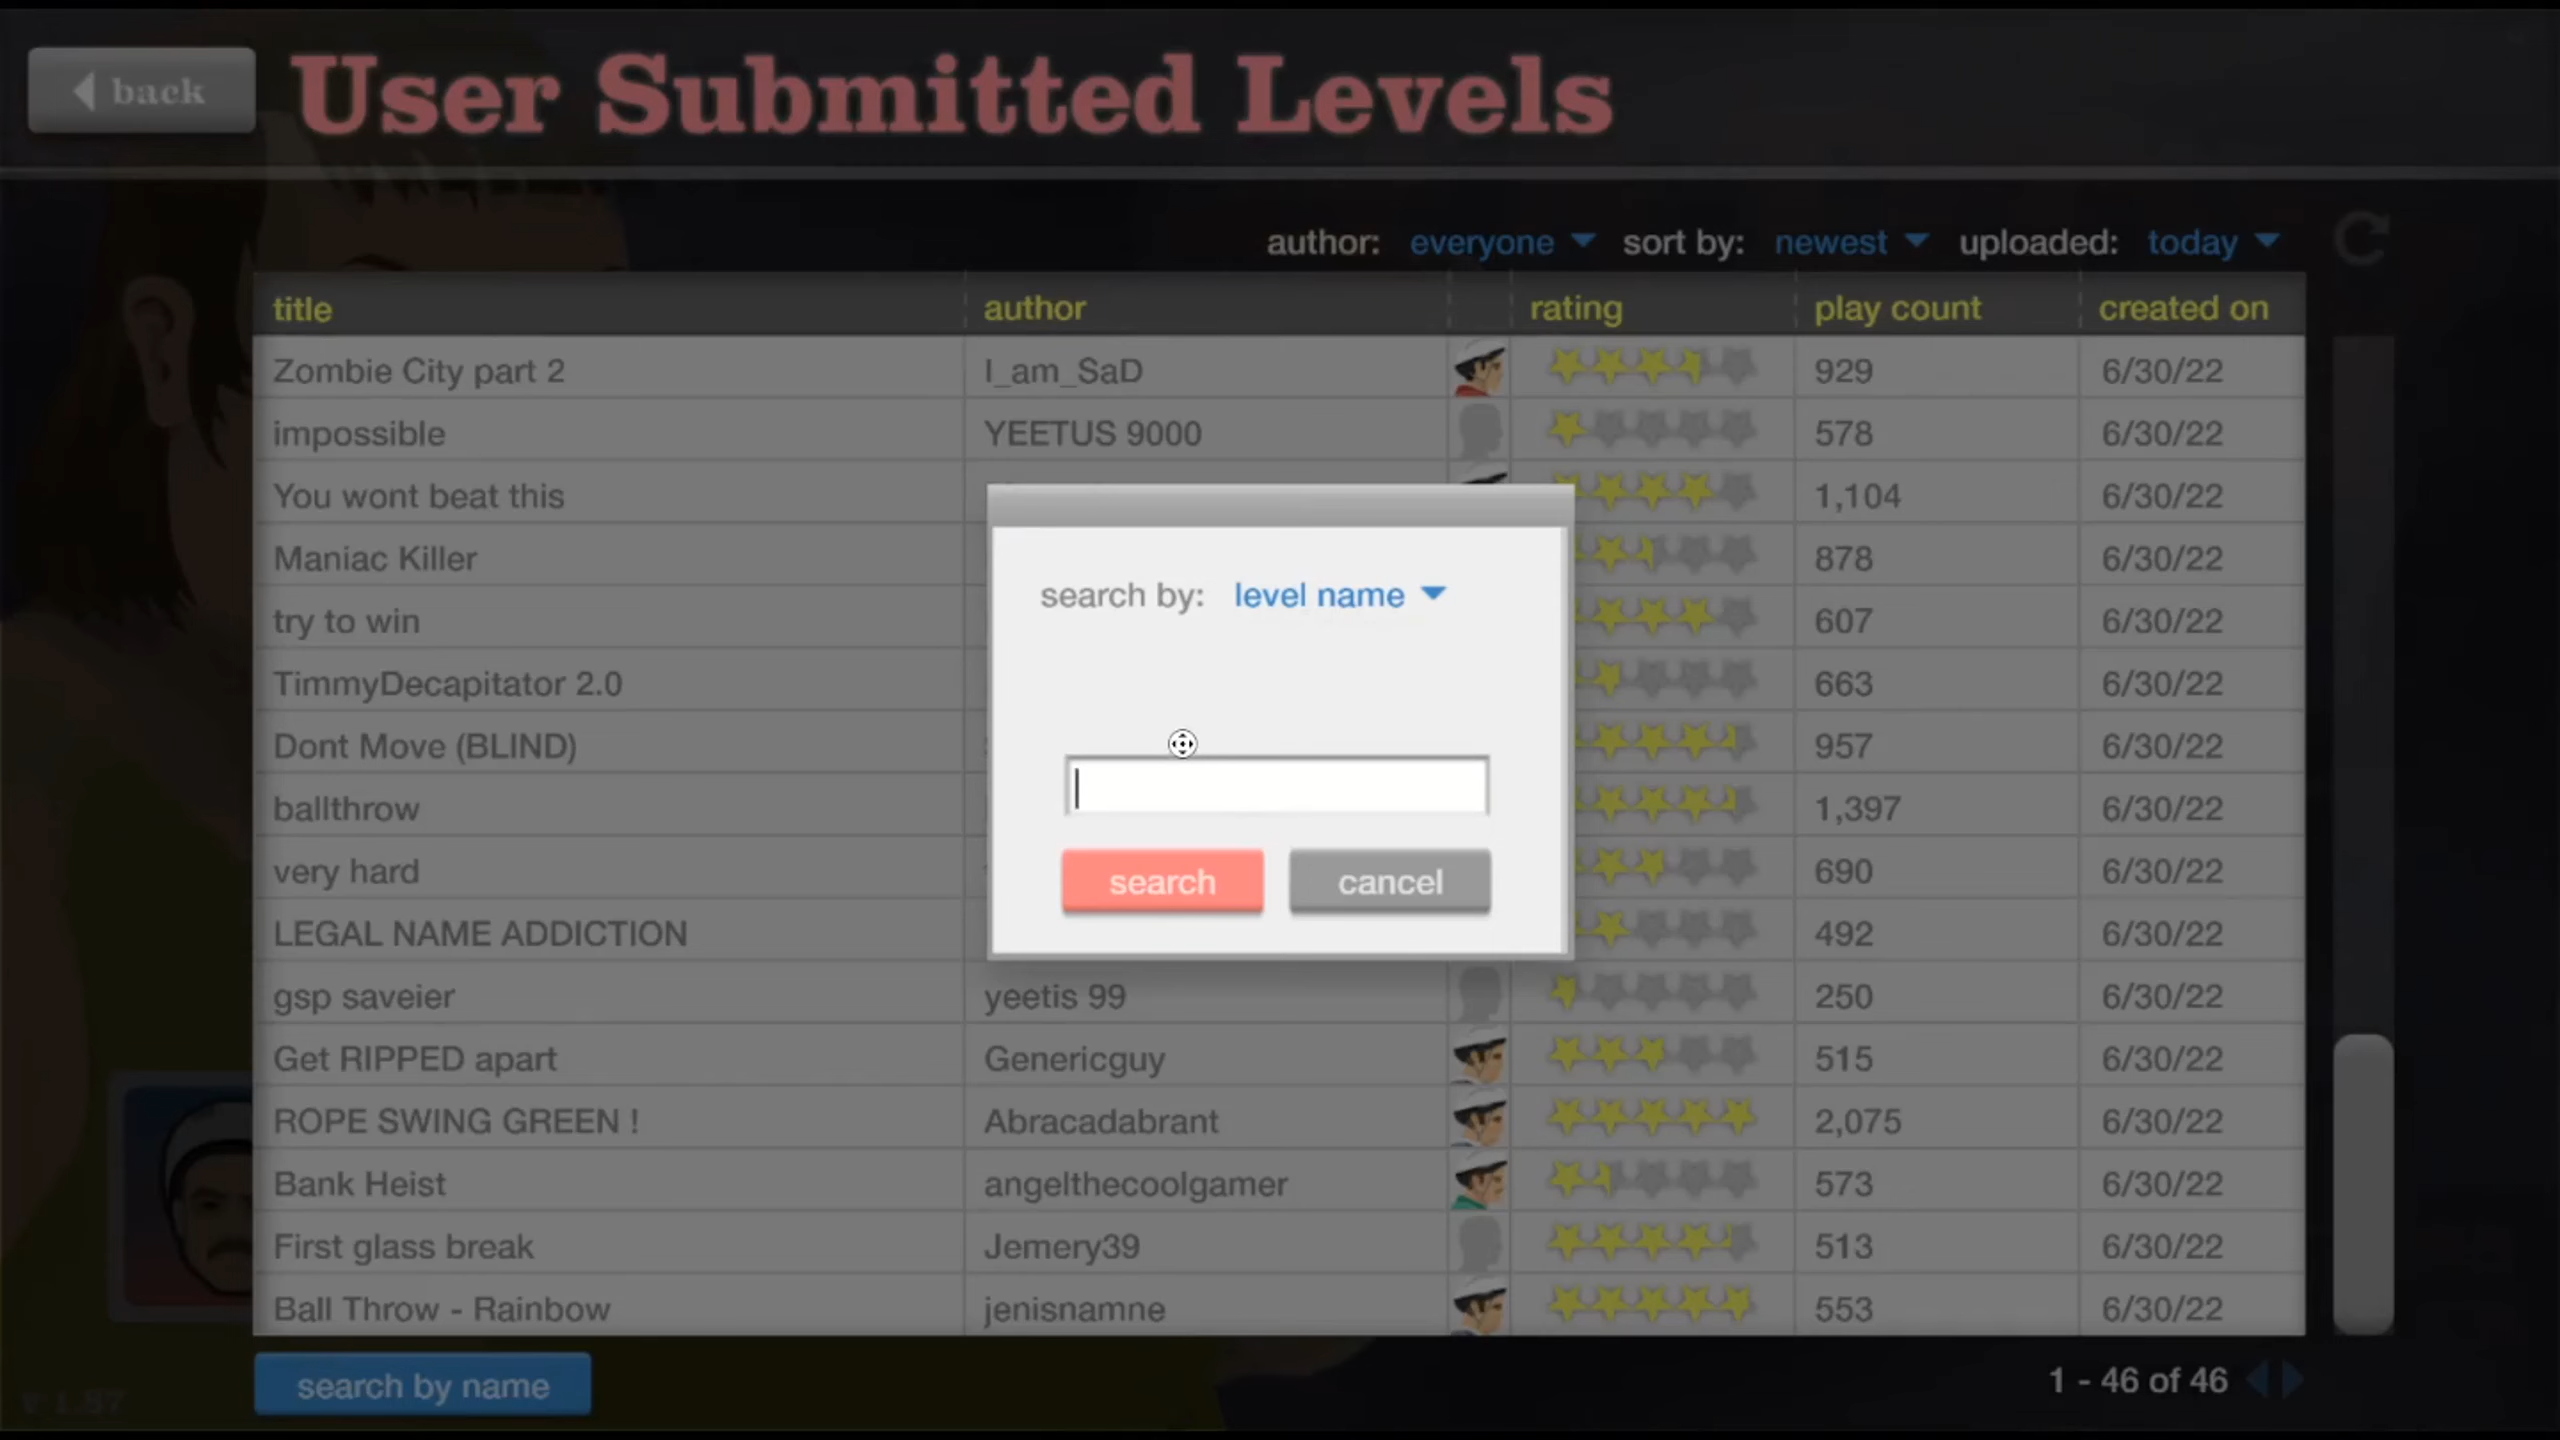 back
User Submitted Levels
author: everyone sort by: newest uploaded: today
title author rating play count created on
Zombie City part 2 I_am_SaD 929 6/30/22
impossible YEETUS 9000 578 6/30/22
You wont beat this 1,104 6/30/22
Maniac Killer 878 6/30/22
try to win 607 6/30/22
TimmyDecapitator 2.0 663 6/30/22
Dont Move (BLIND) 957 6/30/22
ballthrow 1,397 6/30/22
very hard 690 6/30/22
LEGAL NAME ADDICTION 492 6/30/22
gsp saveier yeetis 99 250 6/30/22
Get RIPPED apart Genericguy 515 6/30/22
ROPE SWING GREEN ! Abracadabrant 2,075 6/30/22
Bank Heist angelthecoolgamer 573 6/30/22
First glass break Jemery39 513 6/30/22
Ball Throw - Rainbow jenisnamne 553 6/30/22
search by: level name
search cancel
search by name
1 - 46 of 46
v 1.57